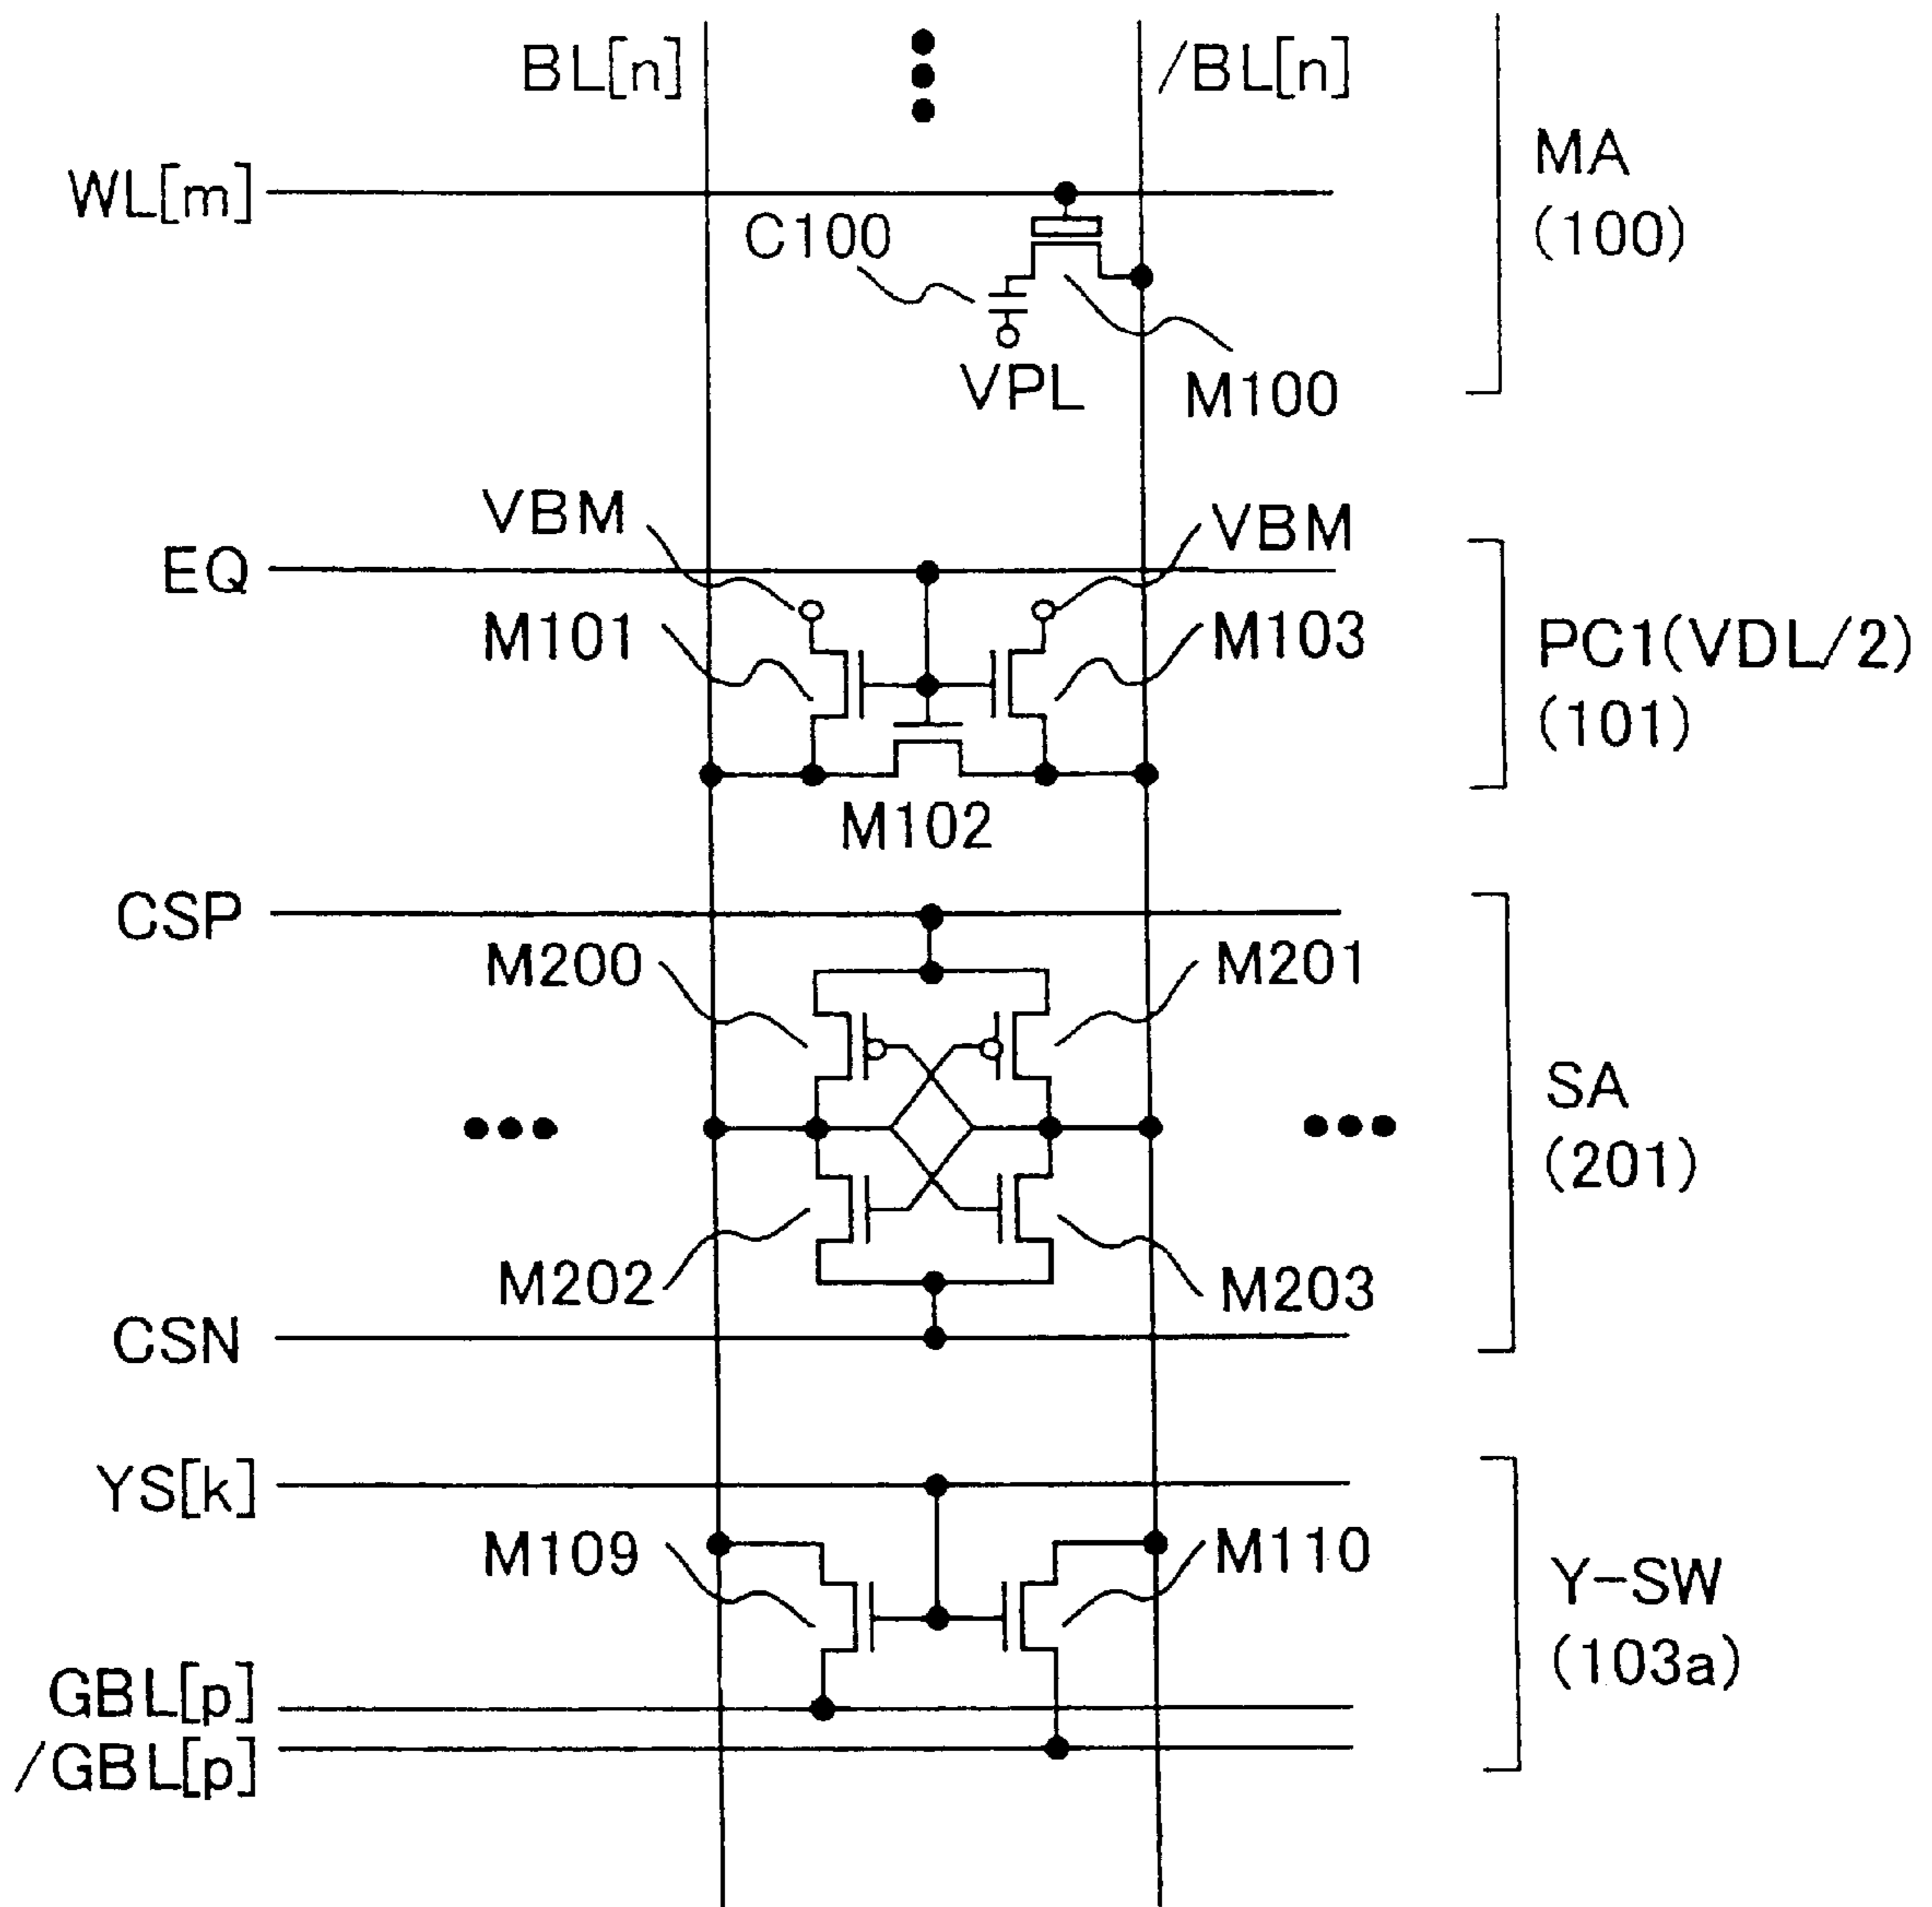 BL[n]
/BL[n]
WL[m]
C100
VPL
M100
MA
(100)
VBM
VBM
EQ
M101
M103
M102
PC1(VDL/2)
(101)
CSP
M200
M201
SA
(201)
M202
M203
CSN
YS[k]
M109
M110
Y-SW
(103a)
GBL[p]
/GBL[p]